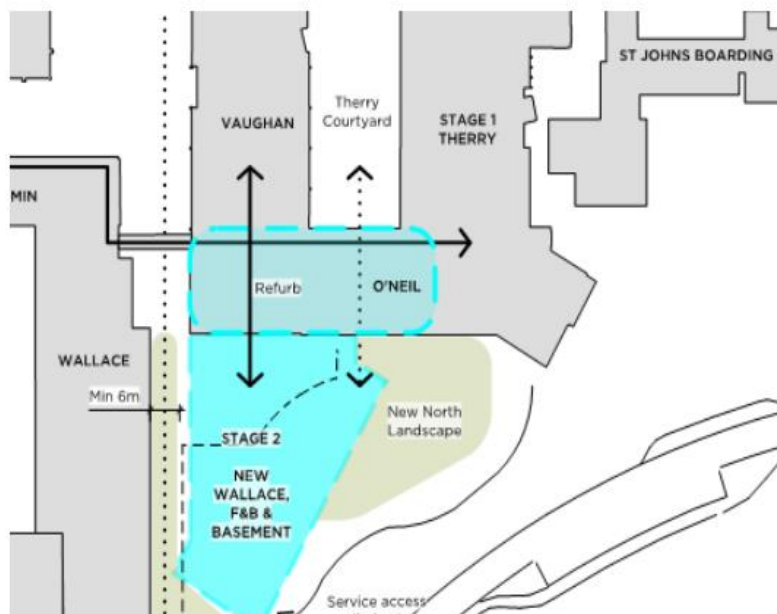 ST JOHNS BOARDING
VAUGHAN
Therry
Courtyard
STAGE 1
THERRY
MIN
Refurb
O'NEIL
WALLACE
Min 6m
New North
Landscape
STAGE 2
NEW
WALLACE,
F&B &
BASEMENT
Service access